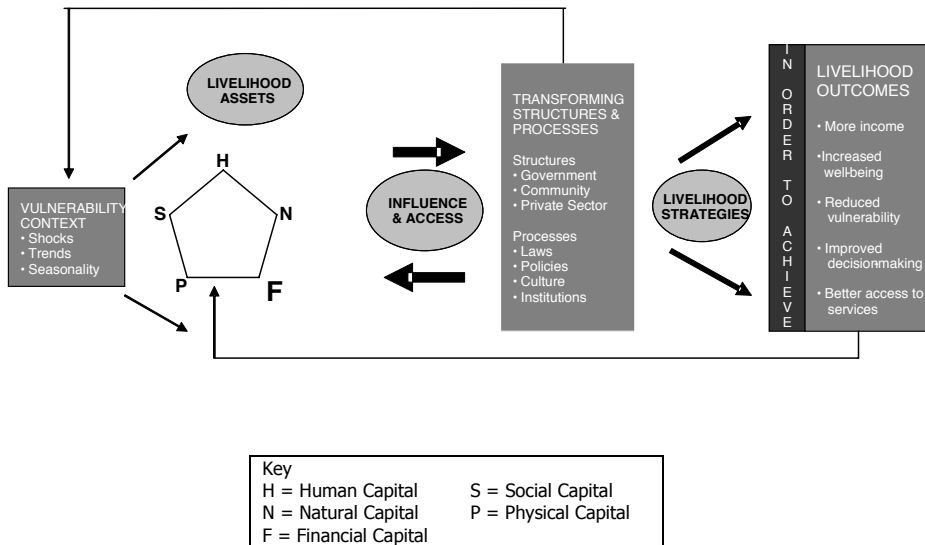 LIVELIHOOD
ASSETS
H
S
N
P
F
VULNERABILITY
CONTEXT
• Shocks
• Trends
• Seasonality
INFLUENCE
& ACCESS
TRANSFORMING
STRUCTURES &
PROCESSES
Structures
• Government
• Community
• Private Sector
Processes
• Laws
• Policies
• Culture
• Institutions
LIVELIHOOD
STRATEGIES
IN ORDER TO ACHIEVE
LIVELIHOOD
OUTCOMES
• More income
•Increased
well-being
• Reduced
vulnerability
• Improved
decisionmaking
• Better access to
services
Key
H = Human Capital S = Social Capital
N = Natural Capital P = Physical Capital
F = Financial Capital